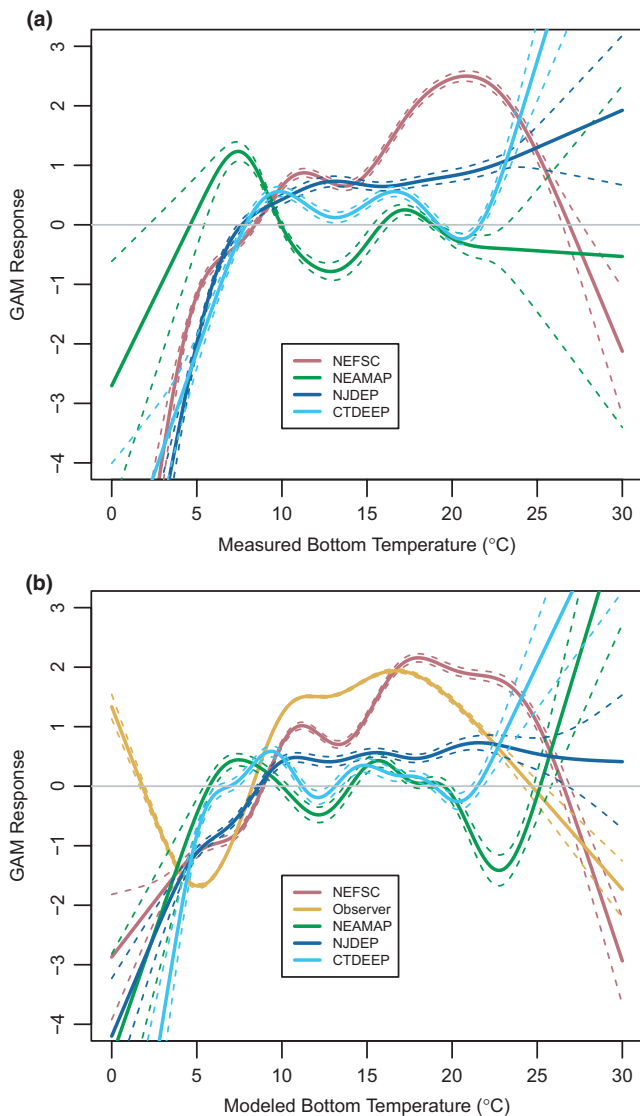 (a)
3
2
1
0
−1
−2
−3
−4
GAM Response
NEFSC
NEAMAP
NJDEP
CTDEEP
0 5 10 15 20 25 30
Measured Bottom Temperature (°C)
(b)
3
2
1
0
−1
−2
−3
−4
GAM Response
NEFSC
Observer
NEAMAP
NJDEP
CTDEEP
0 5 10 15 20 25 30
Modeled Bottom Temperature (°C)